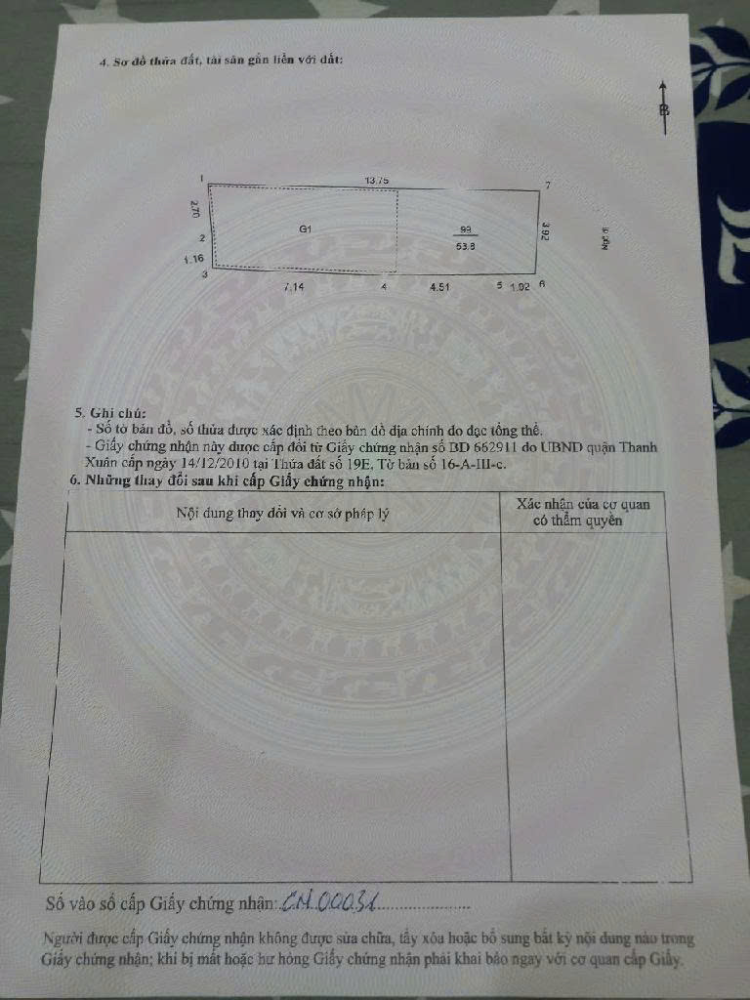 4. Sơ đồ thửa đất, tài sản gắn liền với đất:
B
1 13.75 7
2.70
G1
99
53.8
3.92
Ngõ đi
2
1.16
3 7.14 4 4.51 5 1.02 6
5. Ghi chú:
- Số tờ bản đồ, số thửa được xác định theo bản đồ địa chính đo đạc tổng thể.
- Giấy chứng nhận này được cấp đổi từ Giấy chứng nhận số BD 662911 do UBND quận Thanh
Xuân cấp ngày 14/12/2010 tại Thửa đất số 19E, Tờ bản số 16-A-III-c.
6. Những thay đổi sau khi cấp Giấy chứng nhận:
Nội dung thay đổi và cơ sở pháp lý
Xác nhận của cơ quan
có thẩm quyền
Số vào sổ cấp Giấy chứng nhận: CN 00031
Người được cấp Giấy chứng nhận không được sửa chữa, tẩy xóa hoặc bổ sung bất kỳ nội dung nào trong
Giấy chứng nhận; khi bị mất hoặc hư hỏng Giấy chứng nhận phải khai báo ngay với cơ quan cấp Giấy.